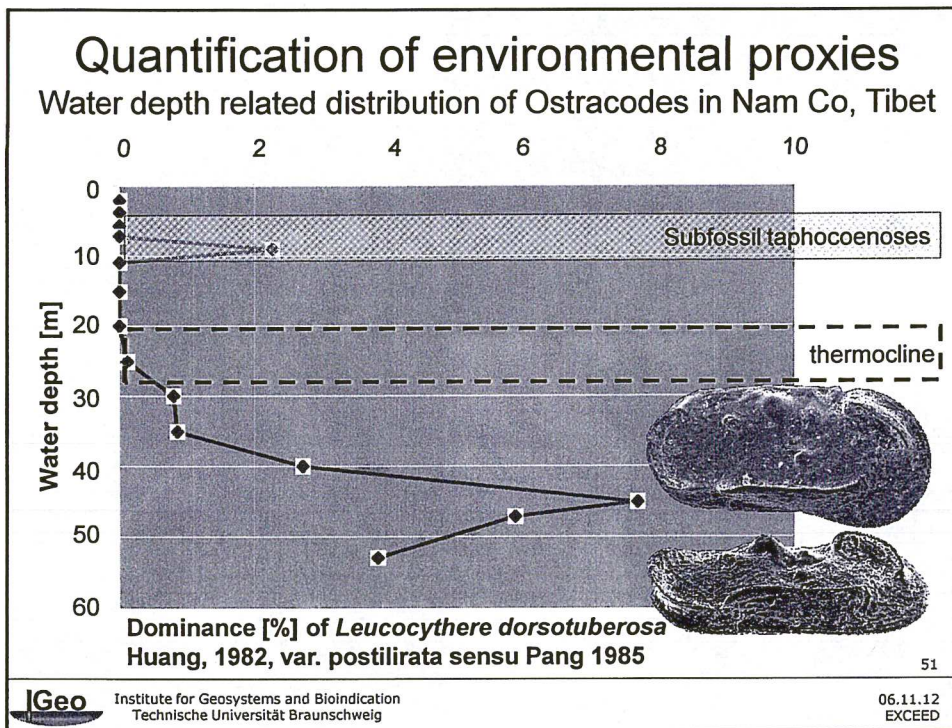 Quantification of environmental proxies
Water depth related distribution of Ostracodes in Nam Co, Tibet
0 2 4 6 8 10
0
Subfossil taphocoenoses
10
20
thermocline
30
40
50
60
Water depth [m]
Dominance [%] of Leucocythere dorsotuberosa
Huang, 1982, var. postilirata sensu Pang 1985
51
IGeo
Institute for Geosystems and Bioindication
Technische Universität Braunschweig
06.11.12
EXCEED